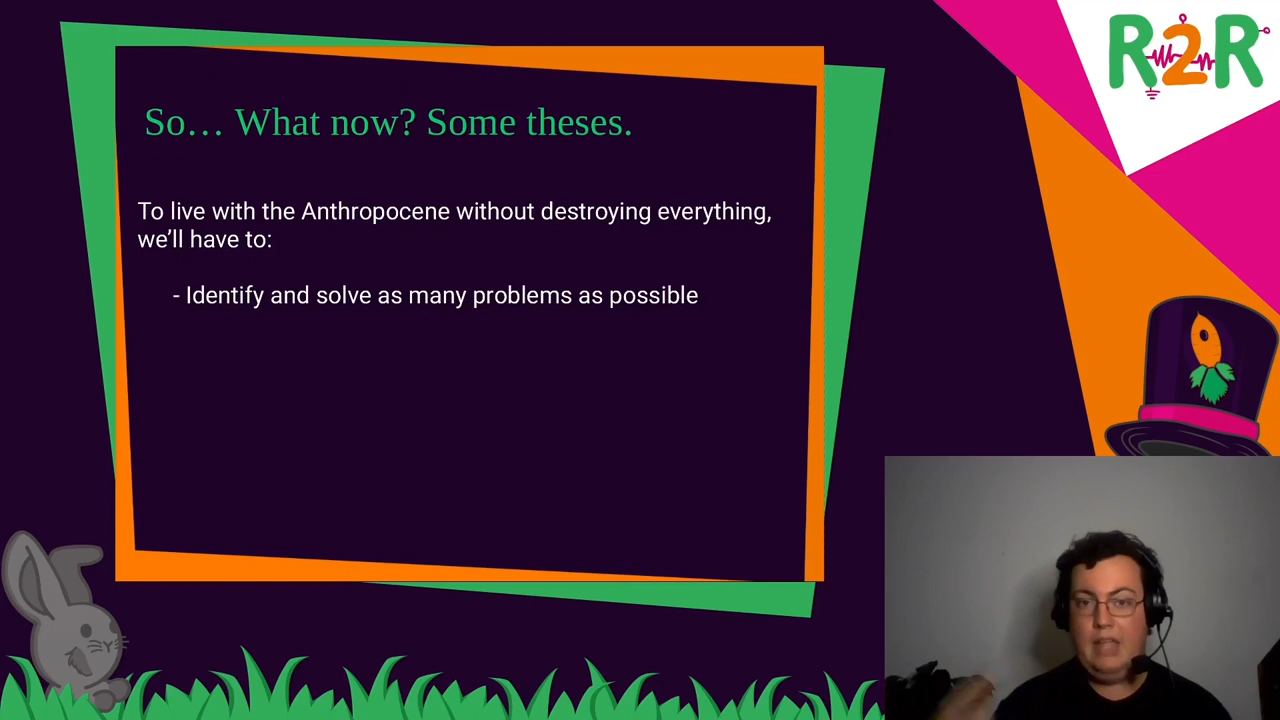 R2R
So… What now? Some theses.
To live with the Anthropocene without destroying everything,
we’ll have to:
- Identify and solve as many problems as possible